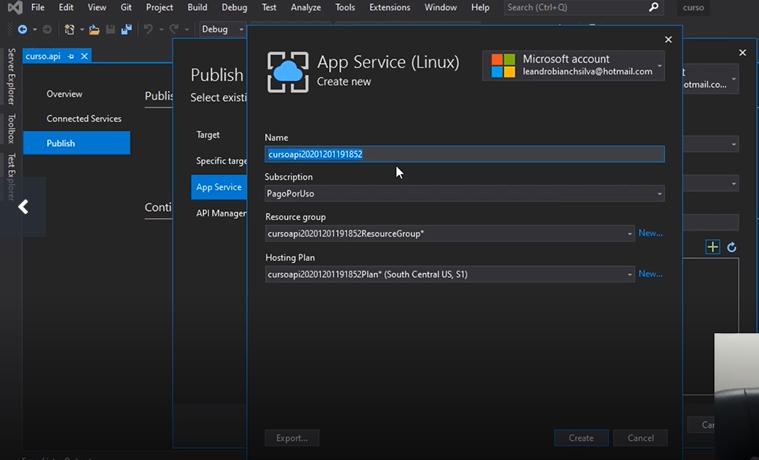 File Edit View Git Project Build Debug Test Analyze Tools Extensions Window Help Search (Ctrl+Q) curso
Debug
Server Explorer
Toolbox
Test Explorer
curso.api
Overview
Connected Services
Publish
Publis
Conti
Publish
Select existi
Target
Specific targe
App Service
API Managem
App Service (Linux)
Create new
Microsoft account
leandrobianchsilva@hotmail.com
otmail.co...
Name
cursoapi20201201191852
Subscription
PagoPorUso
Resource group
cursoapi20201201191852ResourceGroup*
New...
Hosting Plan
cursoapi20201201191852Plan* (South Central US, S1)
New...
Export...
Create
Cancel
Can